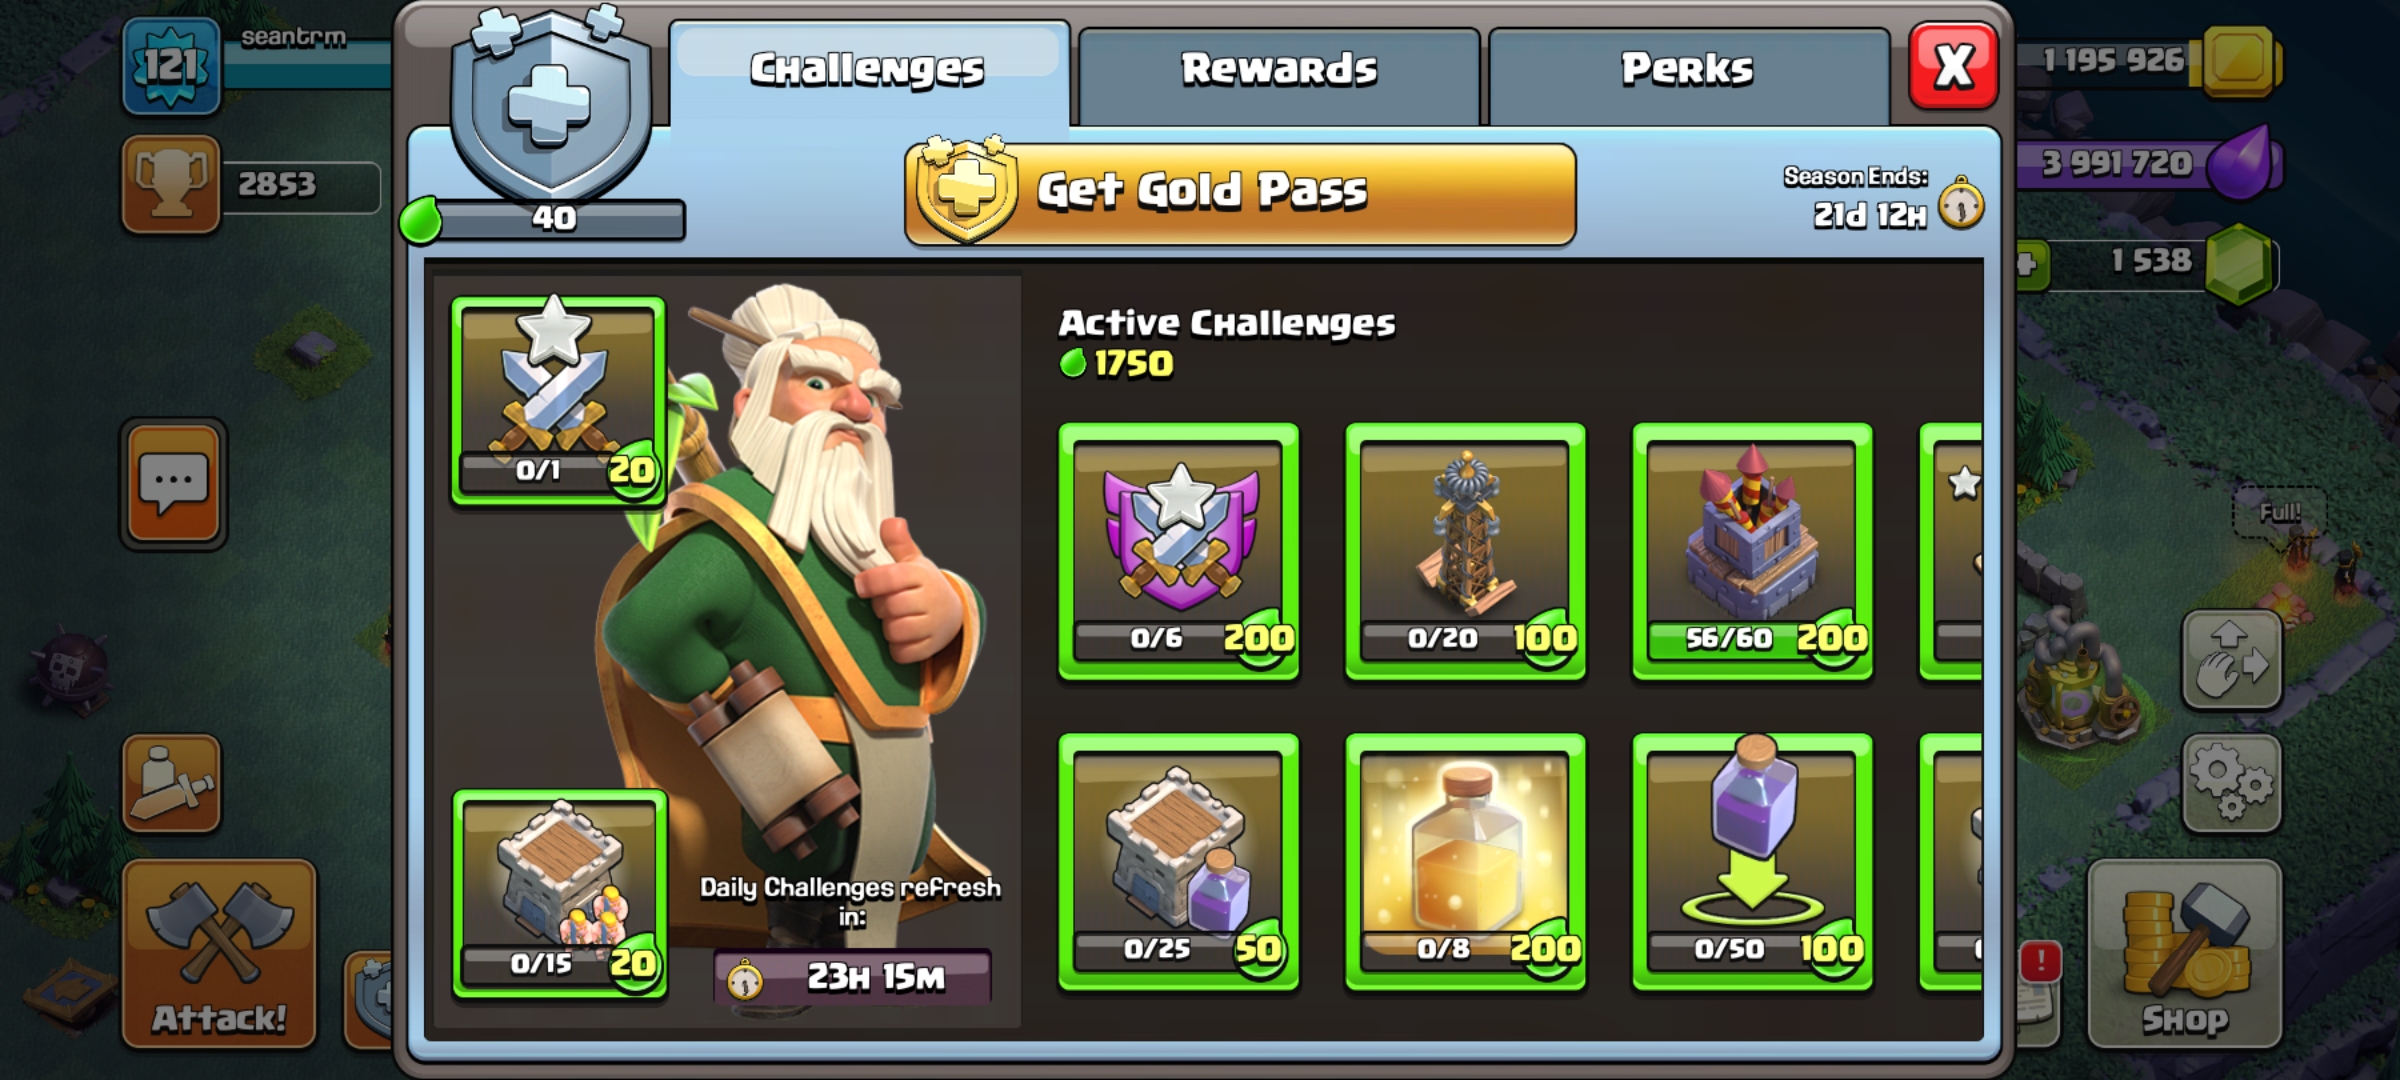 121
seantrm
2853
Challenges
Rewards
Perks
X
1 195 926
3 991 720
1 538
40
Get Gold Pass
Season Ends:
21d 12H
0/1
20
Active Challenges
1750
0/6
200
0/20
100
56/60
200
Full!
0/15
20
Daily Challenges refresh
in:
23H 15M
0/25
50
0/8
200
0/50
100
Attack!
!
Shop